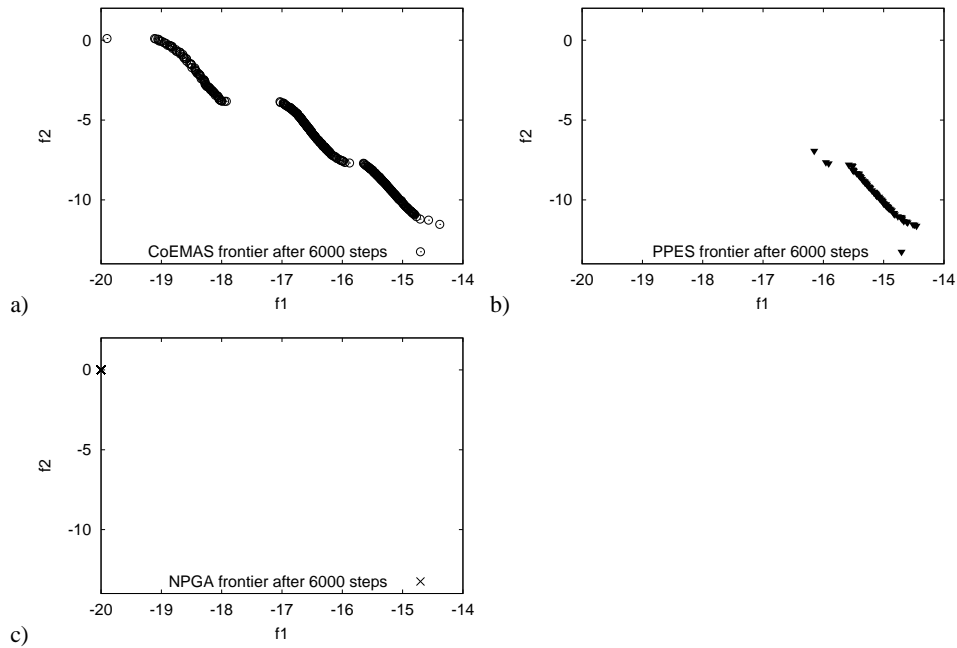 0
-5
-10
f2
CoEMAS frontier after 6000 steps
-20 -19 -18 -17 -16 -15 -14
f1
a)
0
-5
-10
f2
PPES frontier after 6000 steps
-20 -19 -18 -17 -16 -15 -14
f1
b)
0
-5
-10
f2
NPGA frontier after 6000 steps
-20 -19 -18 -17 -16 -15 -14
f1
c)